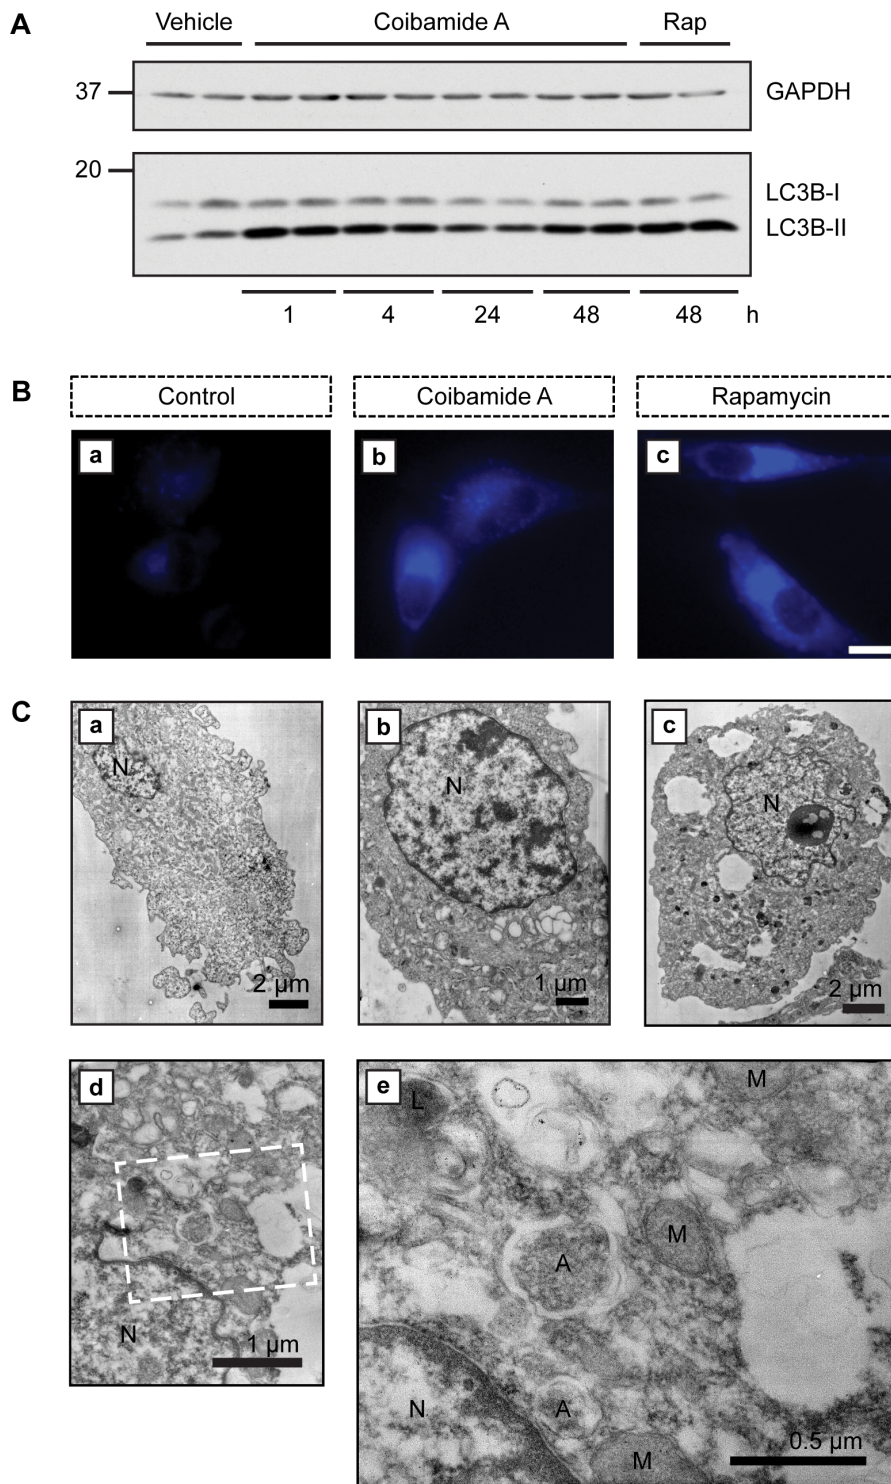 A
Vehicle Coibamide A Rap
37 GAPDH
20
LC3B-I
LC3B-II
1 4 24 48 48 h
B
Control Coibamide A Rapamycin
a b c
C
a b c
N N N
2 µm 1 µm 2 µm
d e
L M
M
A
N
1 µm
N A
0.5 µm
M